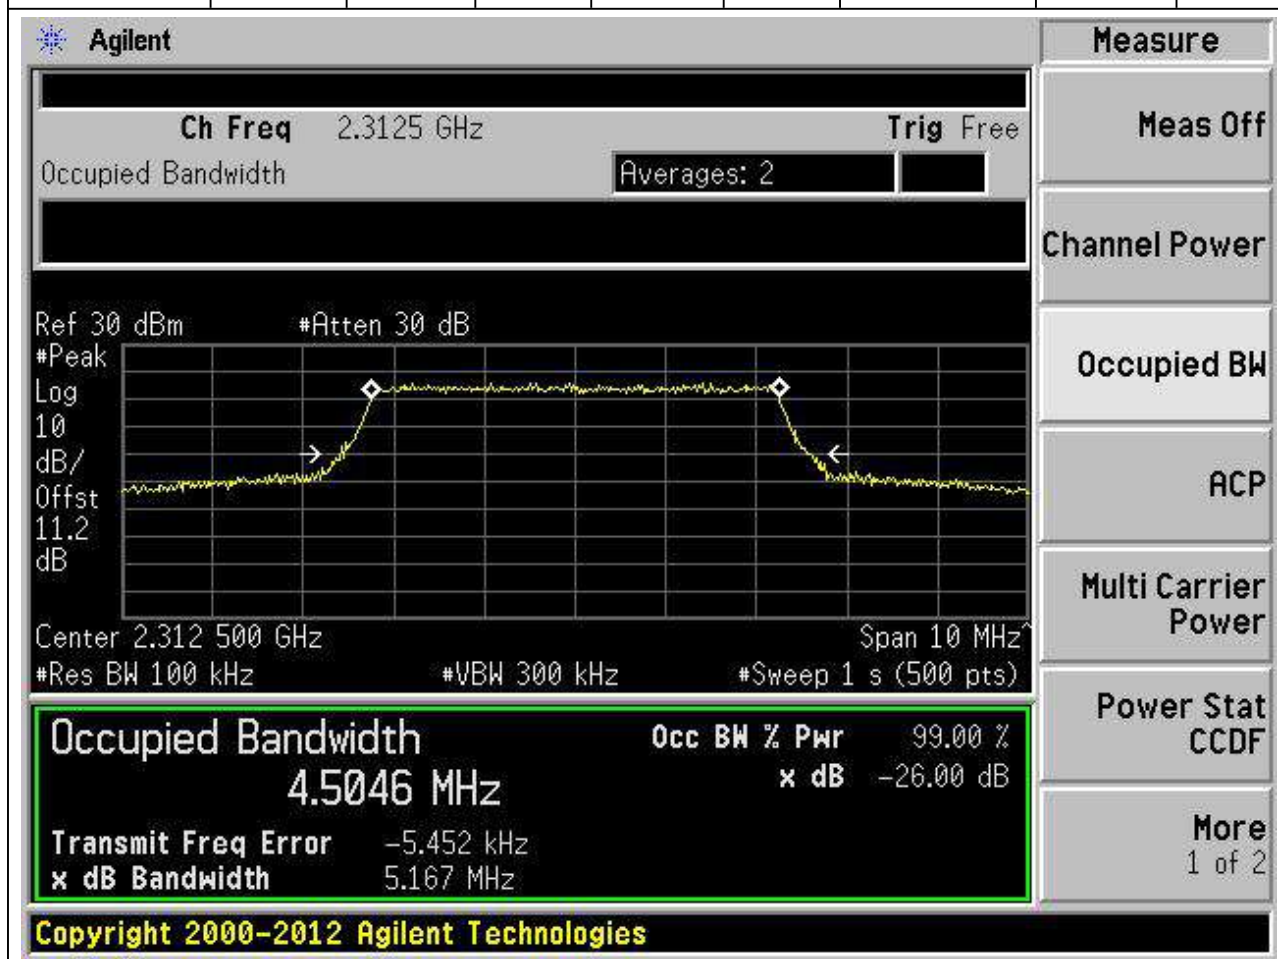 Agilent
Measure
Ch Freq 2.3125 GHz Trig Free
Meas Off
Occupied Bandwidth Averages: 2
Channel Power
Ref 30 dBm #Atten 30 dB
#Peak
Log
10
dB/
Offst
11.2
dB
Occupied BW
ACP
Center 2.312 500 GHz Span 10 MHz^
#Res BW 100 kHz #VBW 300 kHz #Sweep 1 s (500 pts)
Multi Carrier
Power
Occupied Bandwidth Occ BW % Pwr 99.00 %
4.5046 MHz x dB -26.00 dB
Transmit Freq Error -5.452 kHz
x dB Bandwidth 5.167 MHz
Power Stat
CCDF
More
1 of 2
Copyright 2000-2012 Agilent Technologies